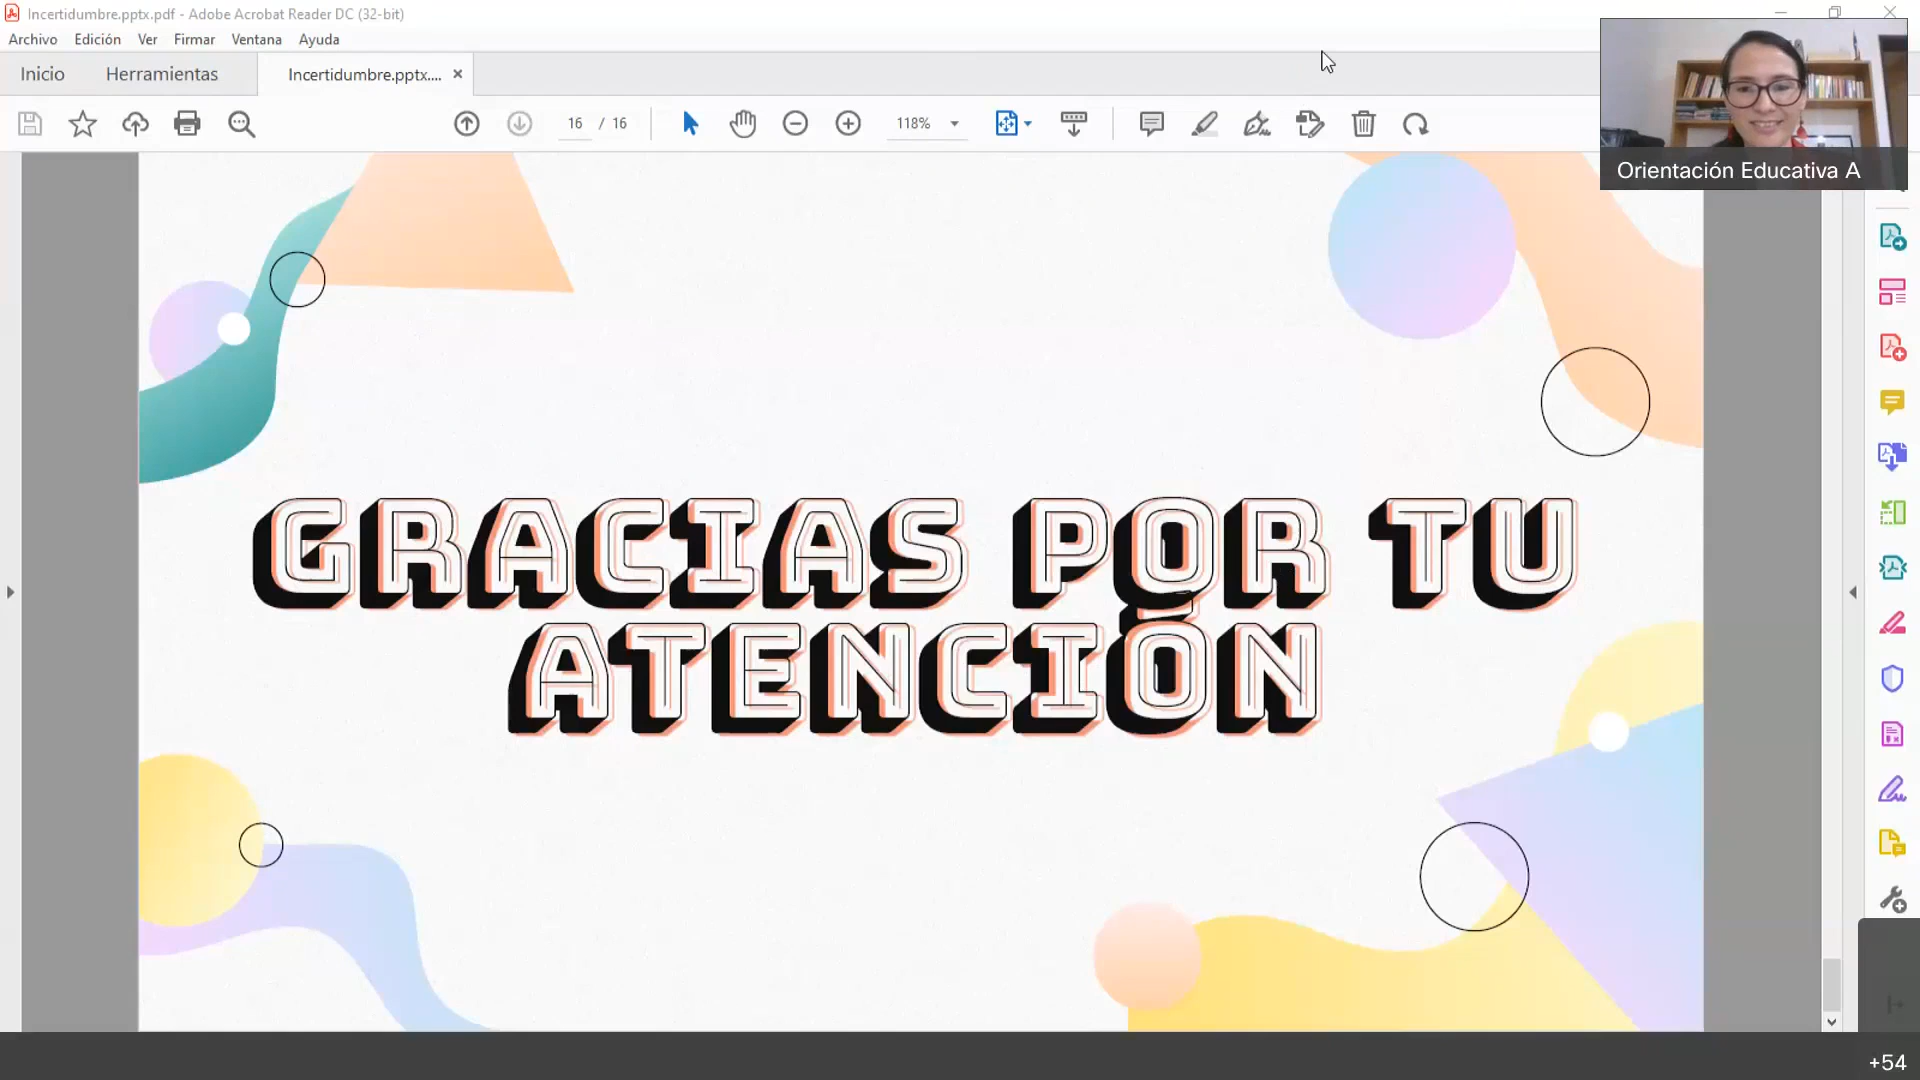 Incertidumbre.pptx.pdf - Adobe Acrobat Reader DC (32-bit)
Archivo Edición Ver Firmar Ventana Ayuda
Inicio Herramientas Incertidumbre.pptx....
16 / 16 118%
Orientación Educativa A
GRACIAS POR TU
ATENCIÓN
+54